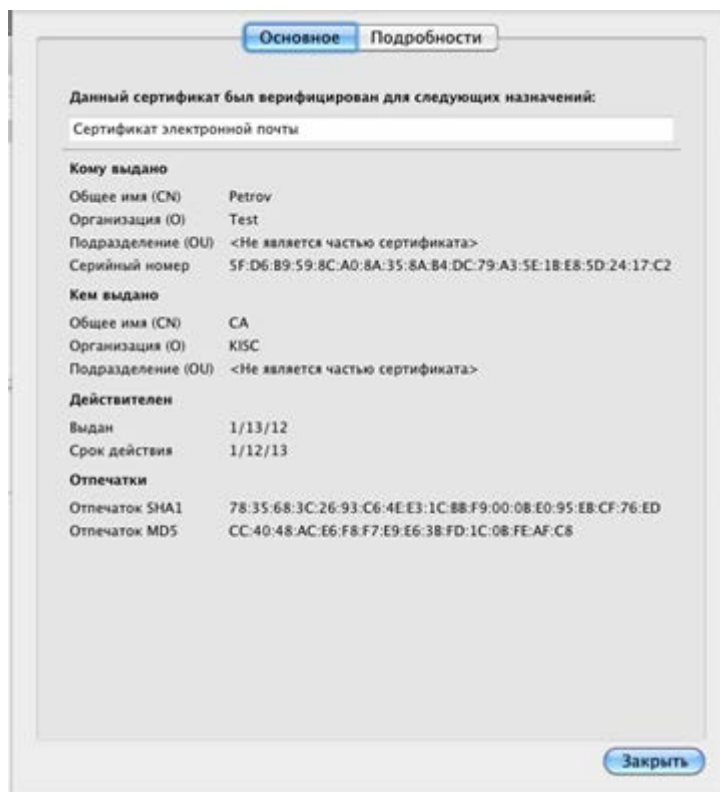 Основное Подробности
Данный сертификат был верифицирован для следующих назначений:
Сертификат электронной почты
Кому выдано
Общее имя (CN) Petrov
Организация (O) Test
Подразделение (OU) <Не является частью сертификата>
Серийный номер 5F:D6:B9:59:8C:A0:8A:35:8A:B4:DC:79:A3:5E:1B:E8:5D:24:17:C2
Кем выдано
Общее имя (CN) CA
Организация (O) KISC
Подразделение (OU) <Не является частью сертификата>
Действителен
Выдан 1/13/12
Срок действия 1/12/13
Отпечатки
Отпечаток SHA1 78:35:68:3C:26:93:C6:4E:E3:1C:BB:F9:00:0B:E0:95:EB:CF:76:ED
Отпечаток MD5 CC:40:48:AC:E6:F8:F7:E9:E6:3B:FD:1C:0B:FE:AF:C8
Закрыть